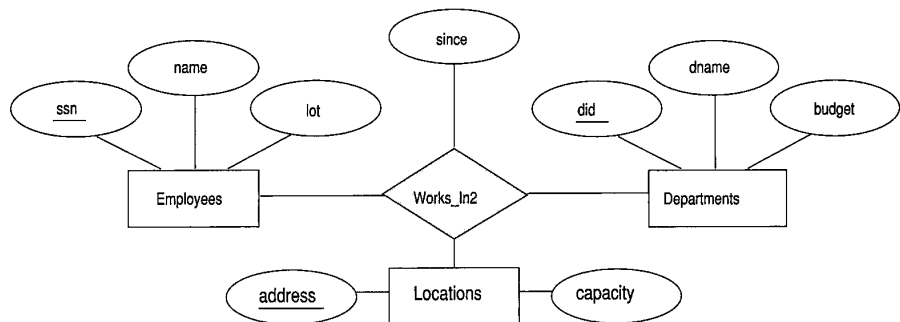 since
name
dname
ssn
lot
did
budget
Employees
Works_In2
Departments
address
Locations
capacity